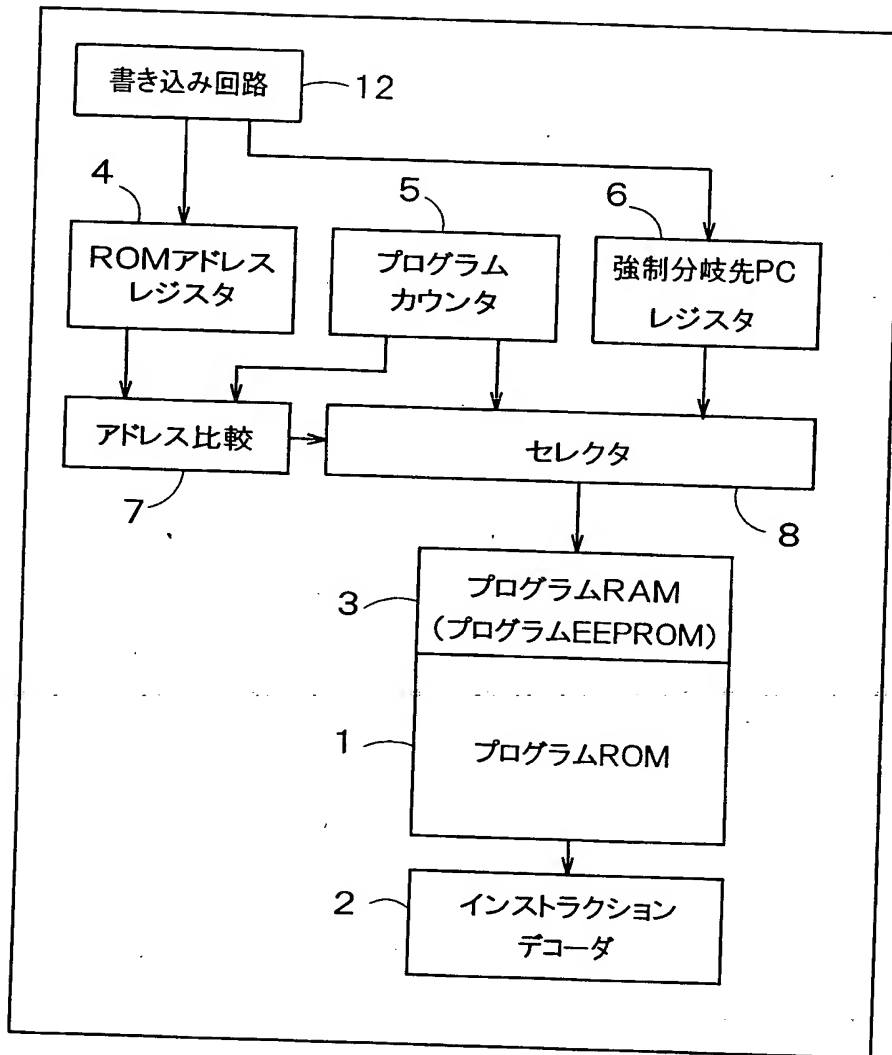 書き込み回路
12
4
5
6
ROMアドレス
レジスタ
プログラム
カウンタ
強制分岐先PC
レジスタ
アドレス比較
セレクタ
7
8
3
プログラムRAM
(プログラムEEPROM)
1
プログラムROM
2
インストラクション
デコーダ